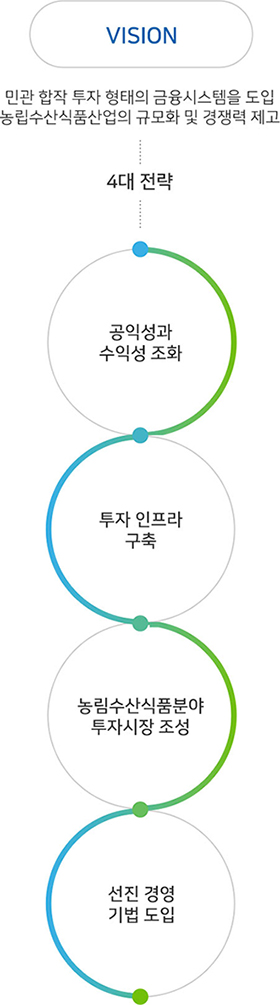 VISION
민관 합작 투자 형태의 금융시스템을 도입
농립수산식품산업의 규모화 및 경쟁력 제고
4대 전략
공익성과
수익성 조화
투자 인프라
구축
농림수산식품분야
투자시장 조성
선진 경영
기법 도입